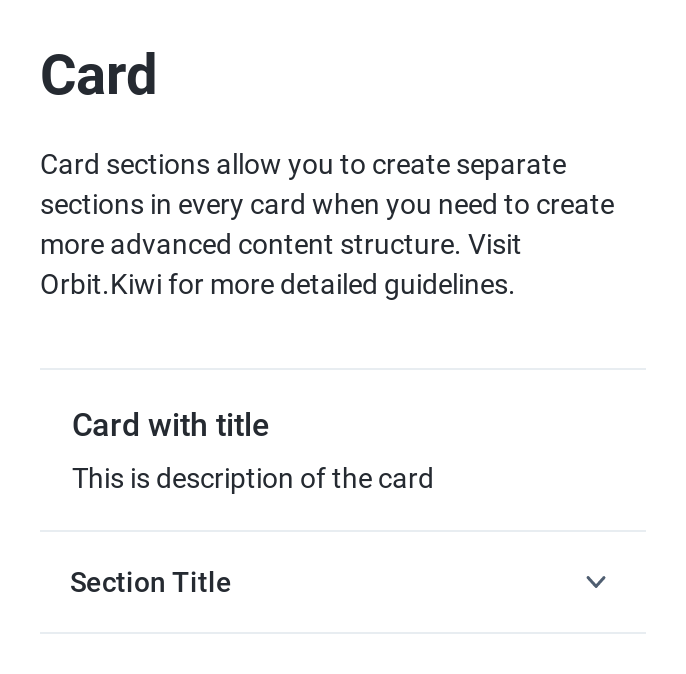 Card
Card sections allow you to create separate
sections in every card when you need to create
more advanced content structure. Visit
Orbit.Kiwi for more detailed guidelines.
Card with title
This is description of the card
Section Title